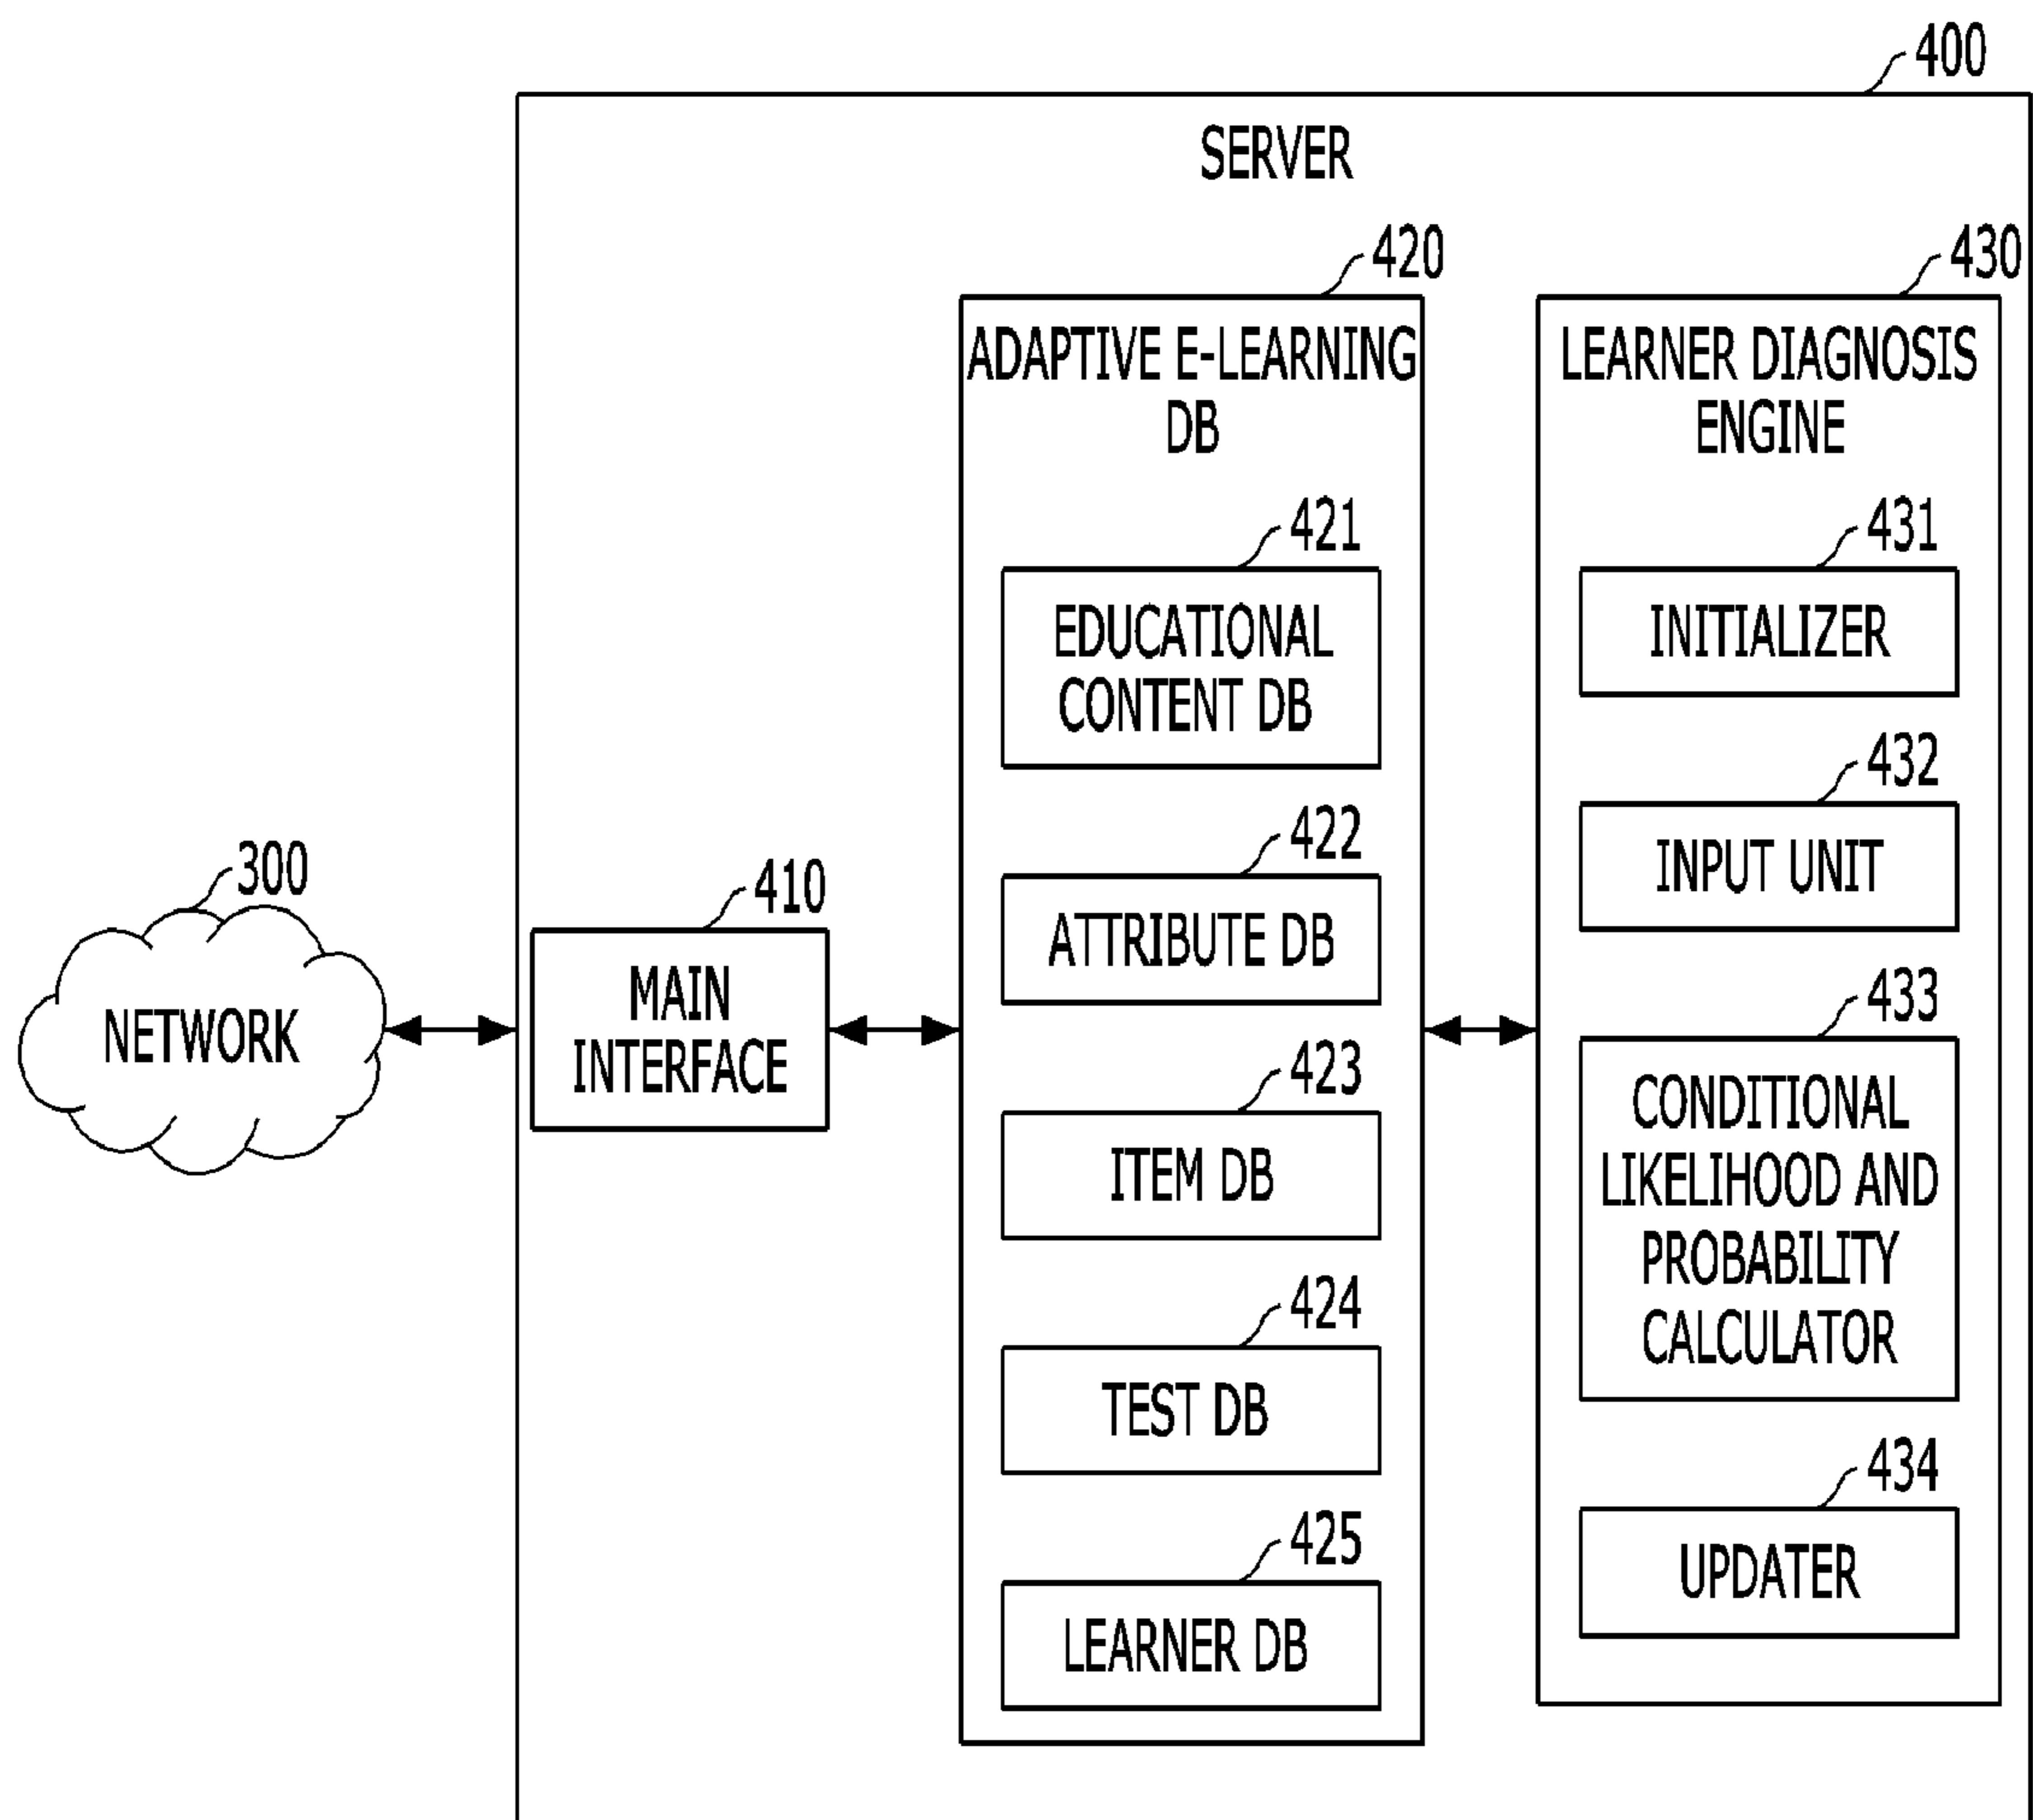 400
SERVER
420
430
ADAPTIVE E-LEARNING
DB
LEARNER DIAGNOSIS
ENGINE
421
EDUCATIONAL
CONTENT DB
431
INITIALIZER
432
INPUT UNIT
422
ATTRIBUTE DB
300
NETWORK
410
MAIN
INTERFACE
433
CONDITIONAL
LIKELIHOOD AND
PROBABILITY
CALCULATOR
423
ITEM DB
424
TEST DB
434
UPDATER
425
LEARNER DB